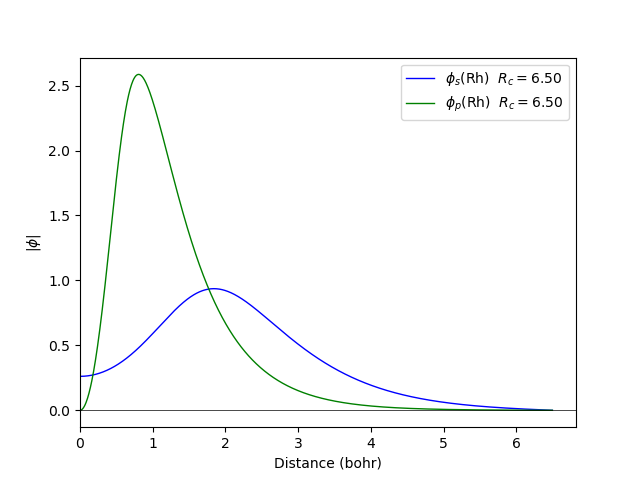 ϕs(Rh) Rc = 6.50
ϕp(Rh) Rc = 6.50
2.5
2.0
1.5
1.0
0.5
0.0
|ϕ|
0 1 2 3 4 5 6
Distance (bohr)